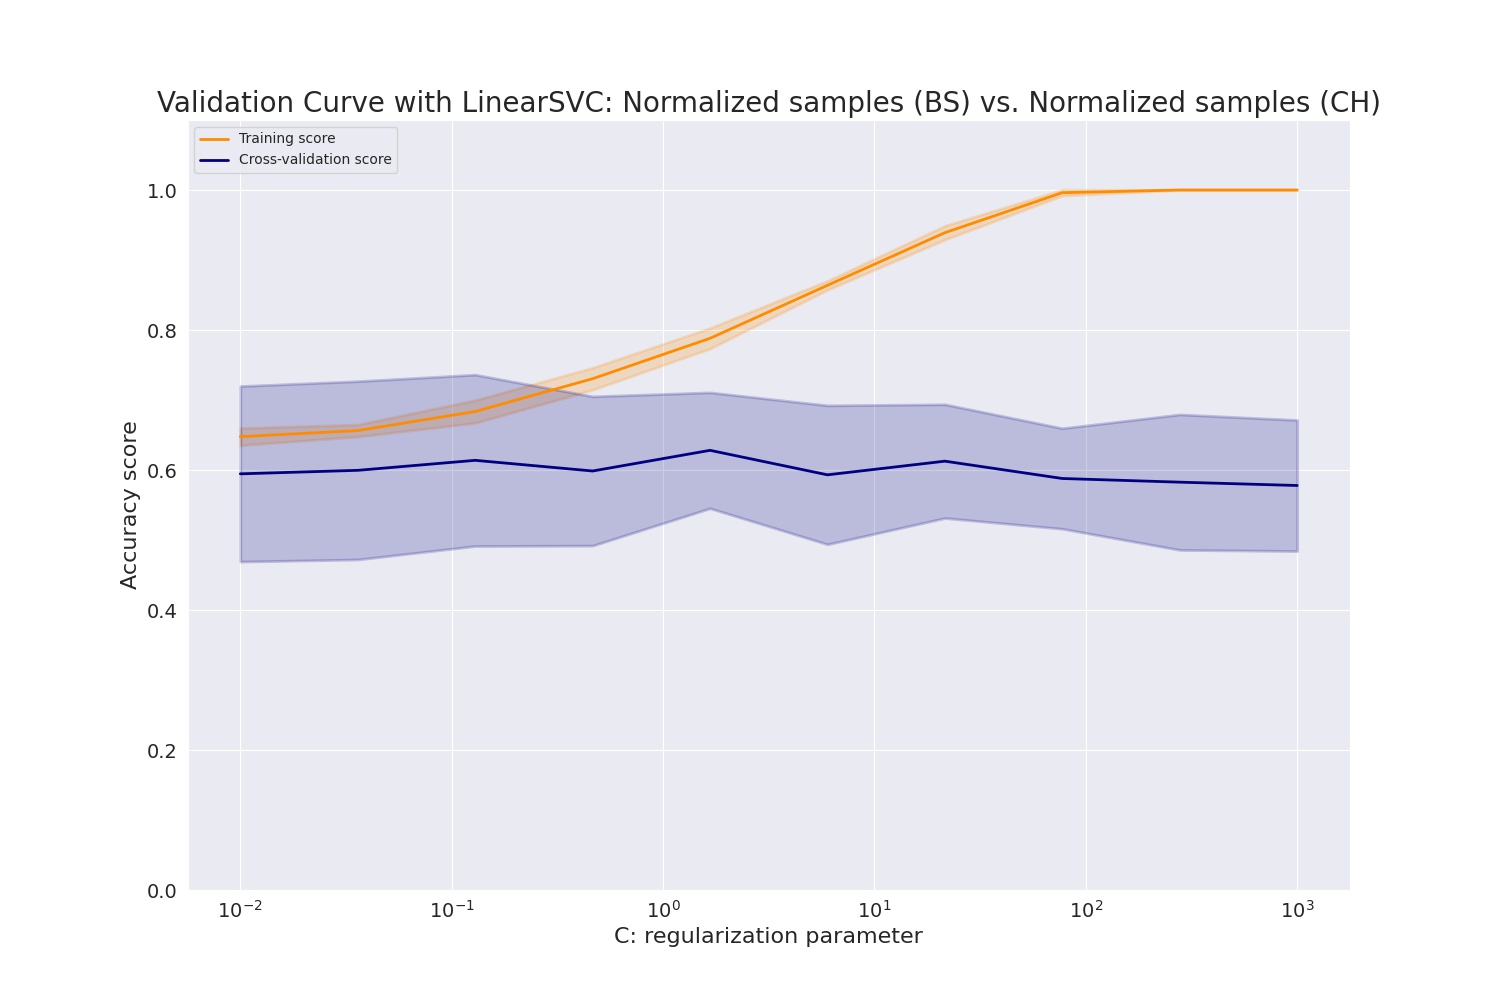 Validation Curve with LinearSVC: Normalized samples (BS) vs. Normalized samples (CH)
Training score
Cross-validation score
1.0
0.8
0.6
0.4
0.2
0.0
Accuracy score
10⁻² 10⁻¹ 10⁰ 10¹ 10² 10³
C: regularization parameter